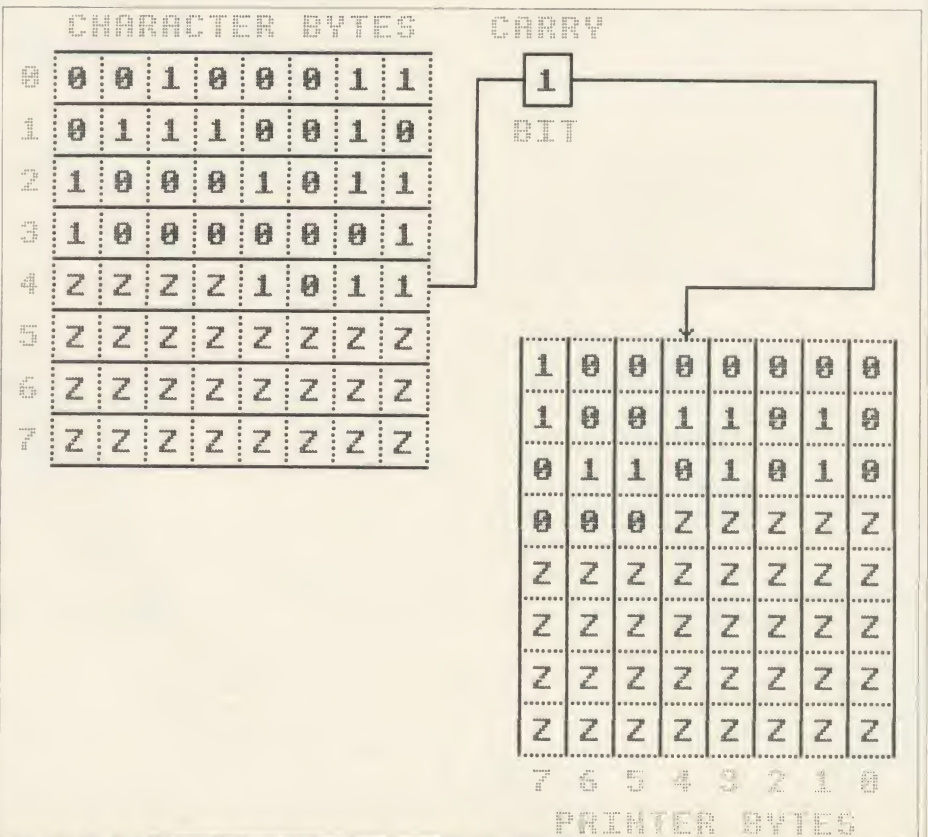 CHARACTER BYTES
0 0 0 1 0 0 0 1 1
1 0 1 1 1 0 0 1 0
2 1 0 0 0 1 0 1 1
3 1 0 0 0 0 0 0 1
4 Z Z Z Z 1 0 1 1
5 Z Z Z Z Z Z Z Z
6 Z Z Z Z Z Z Z Z
7 Z Z Z Z Z Z Z Z
CARRY
1
BIT
1 0 0 0 0 0 0 0
1 0 0 1 1 0 1 0
0 1 1 0 1 0 1 0
0 0 0 Z Z Z Z Z
Z Z Z Z Z Z Z Z
Z Z Z Z Z Z Z Z
Z Z Z Z Z Z Z Z
Z Z Z Z Z Z Z Z
7 6 5 4 3 2 1 0
PRINTER BYTES